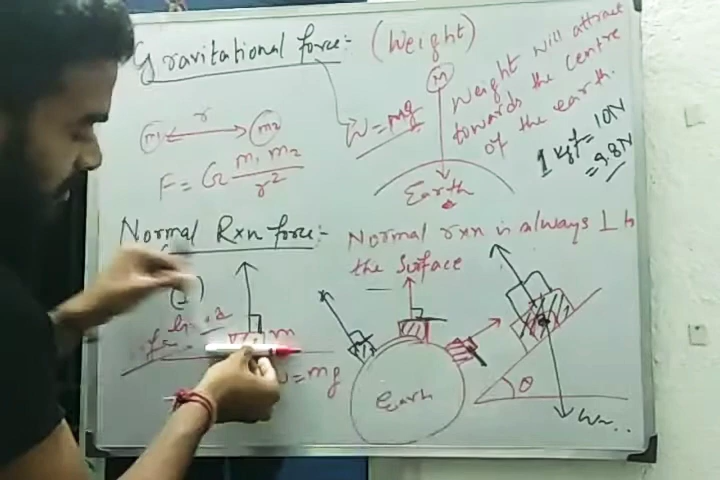 Gravitational force:- (Weight)
m1 r m2
F = G m1 m2 / r²
W = mg
M
Earth
Weight will attract
towards the centre
of the earth.
1 kgf = 10N
= 9.8N
Normal Rxn force:- Normal rxn is always ⊥ to
the Surface
m
= mg
Earth
θ